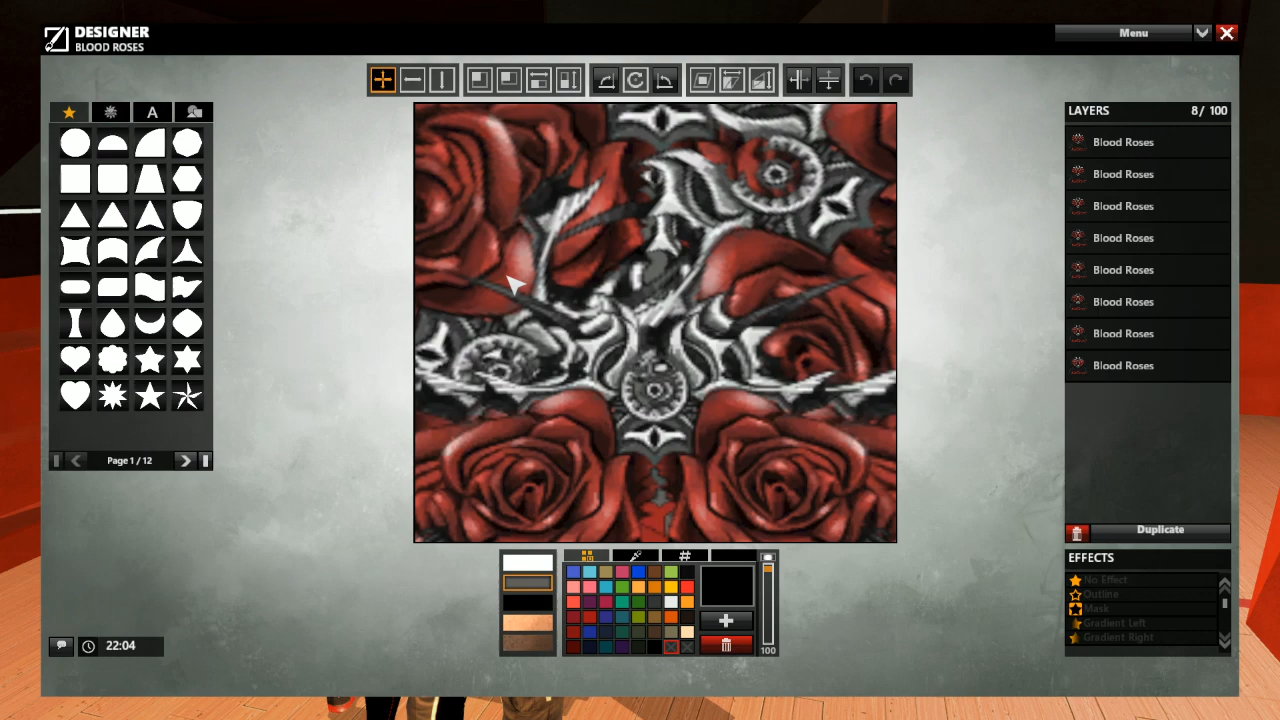 DESIGNER
BLOOD ROSES
Menu
A
LAYERS 8/ 100
Blood Roses
Blood Roses
Blood Roses
Blood Roses
Blood Roses
Blood Roses
Blood Roses
Blood Roses
Page 1 / 12
Duplicate
EFFECTS
No Effect
Outline
Mask
Gradient Left
Gradient Right
#
100
22:04